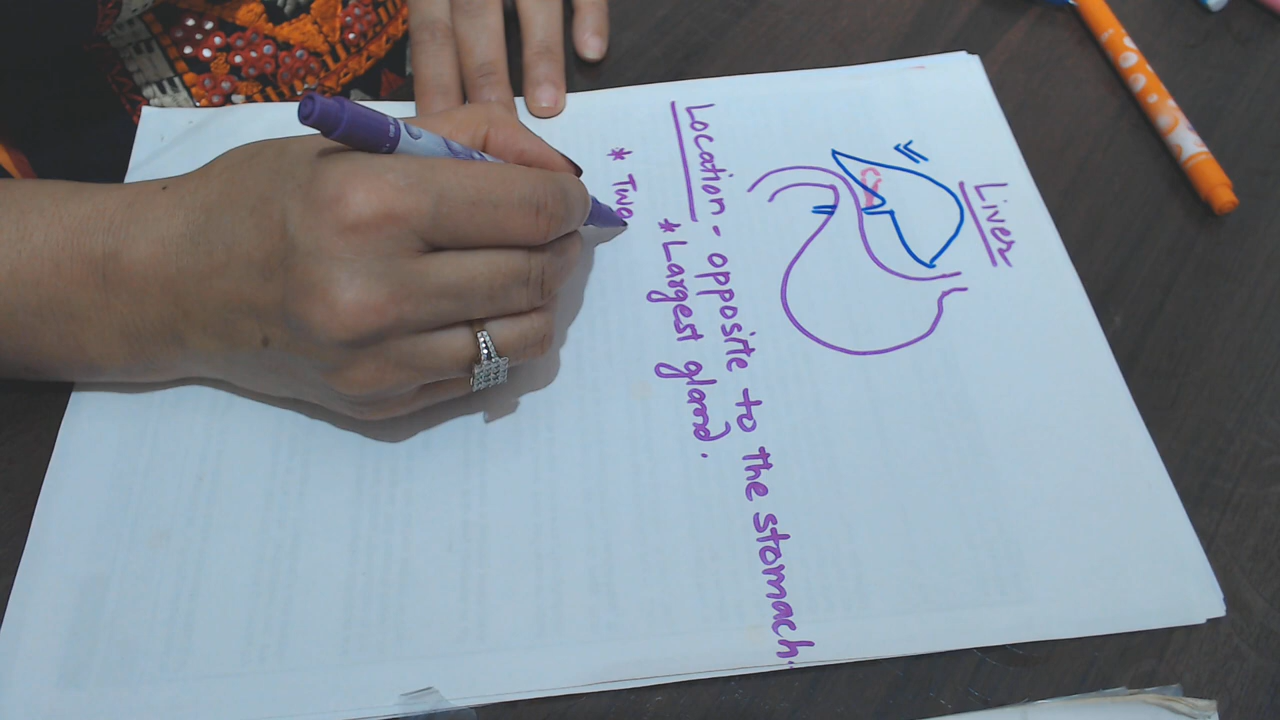 Liver
Location - opposite to the stomach.
* Largest gland.
* Two